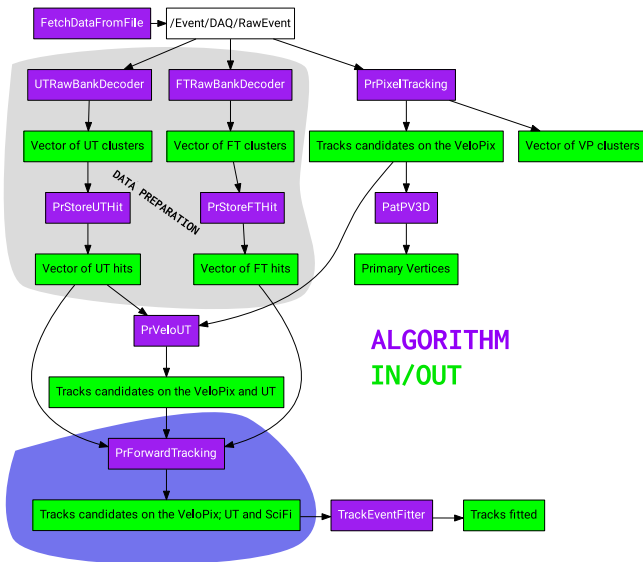 FetchDataFromFile
/Event/DAQ/RawEvent
UTRawBankDecoder
FTRawBankDecoder
PrPixelTracking
Vector of UT clusters
Vector of FT clusters
Tracks candidates on the VeloPix
Vector of VP clusters
DATA PREPARATION
PrStoreUTHit
PrStoreFTHit
PatPV3D
Vector of UT hits
Vector of FT hits
Primary Vertices
PrVeloUT
ALGORITHM
IN/OUT
Tracks candidates on the VeloPix and UT
PrForwardTracking
Tracks candidates on the VeloPix; UT and SciFi
TrackEventFitter
Tracks fitted